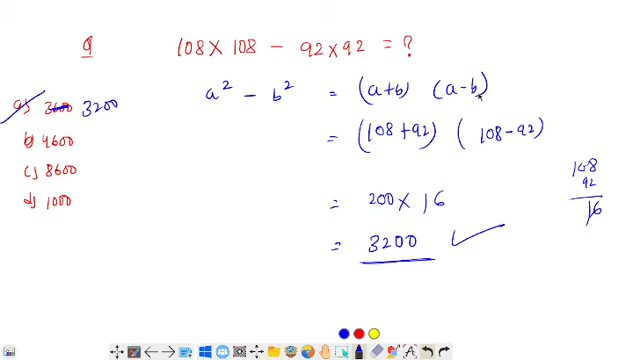 Q 108 × 108 - 92 × 92 = ?
a² - b² = (a+b) (a-b)
a) 3600 3200
= (108+92) (108-92)
b) 4600
c) 8600
d) 1000
108
92
16
= 200 × 16
= 3200 ✓